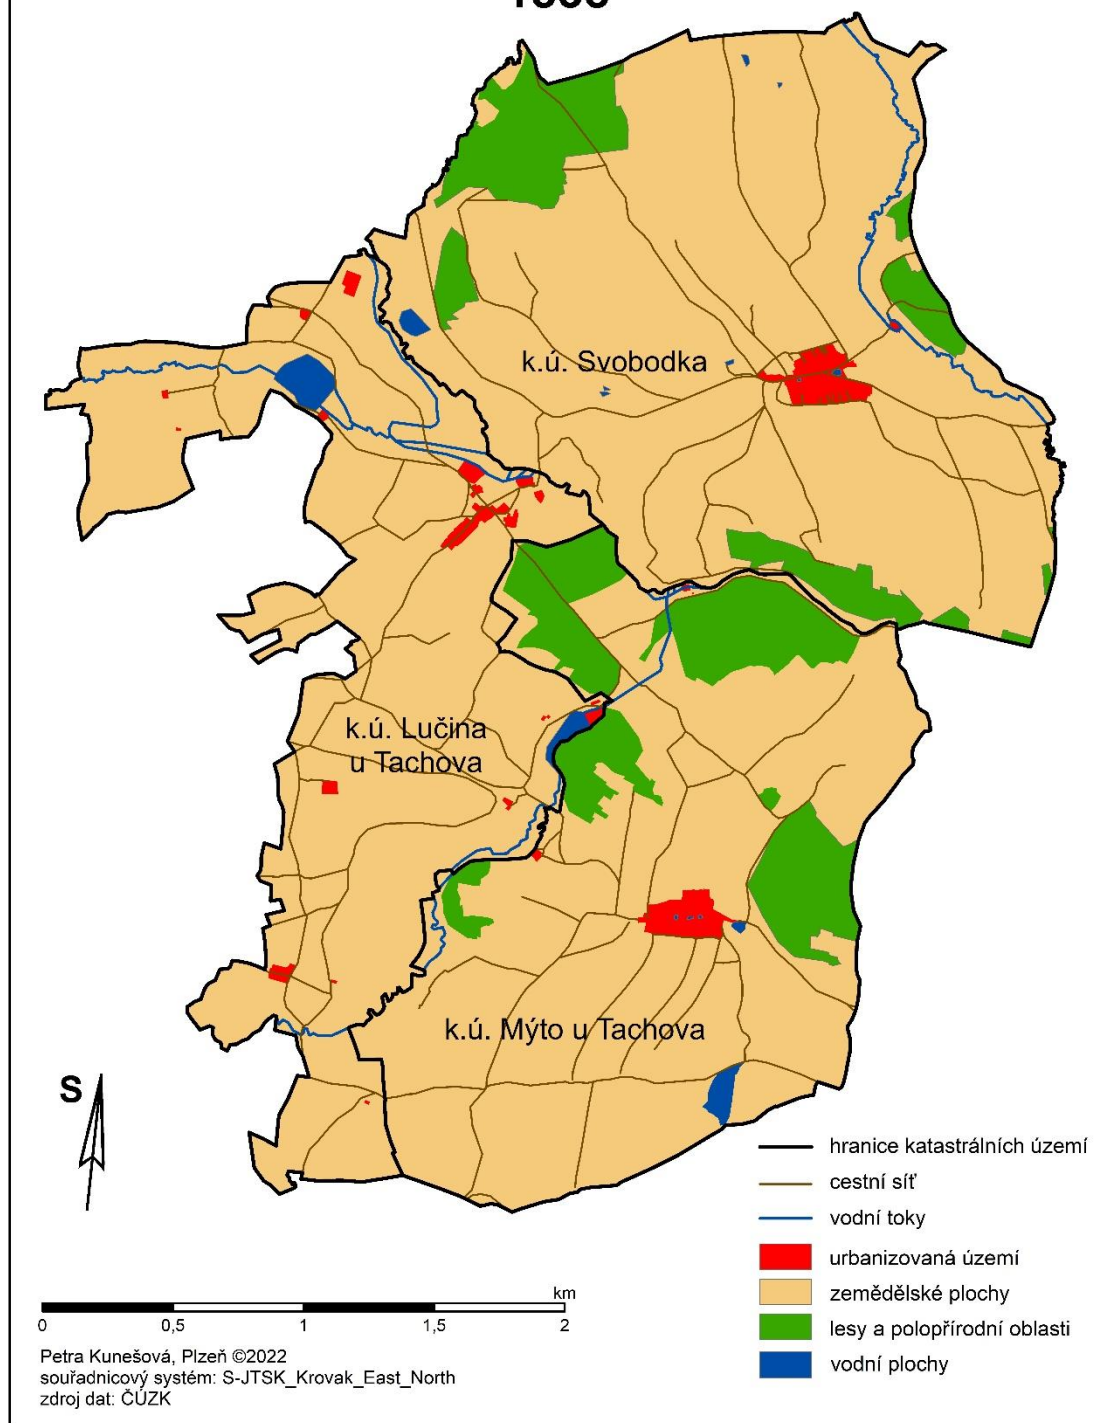 k.ú. Svobodka
k.ú. Lučina
u Tachova
k.ú. Mýto u Tachova
S
hranice katastrálních území
cestní síť
vodní toky
urbanizovaná území
zemědělské plochy
lesy a polopřírodní oblasti
vodní plochy
km
0 0,5 1 1,5 2
Petra Kunešová, Plzeň ©2022
souřadnicový systém: S-JTSK_Krovak_East_North
zdroj dat: ČÚZK